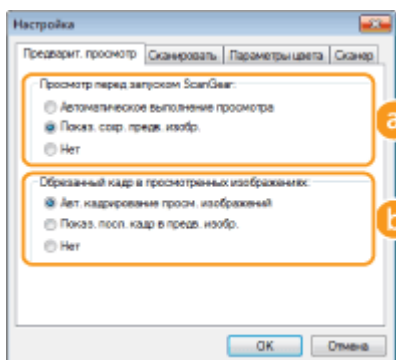 Настройка
Предварит. просмотр Сканировать Параметры цвета Сканер
Просмотр перед запуском ScanGear:
Автоматическое выполнение просмотра
Показ. сохр. предв. изобр.
Нет
a
Обрезанный кадр в просмотренных изображениях:
Авт. кадрирование просм. изображений
Показ. посл. кадр в предв. изобр.
Нет
b
OK Отмена